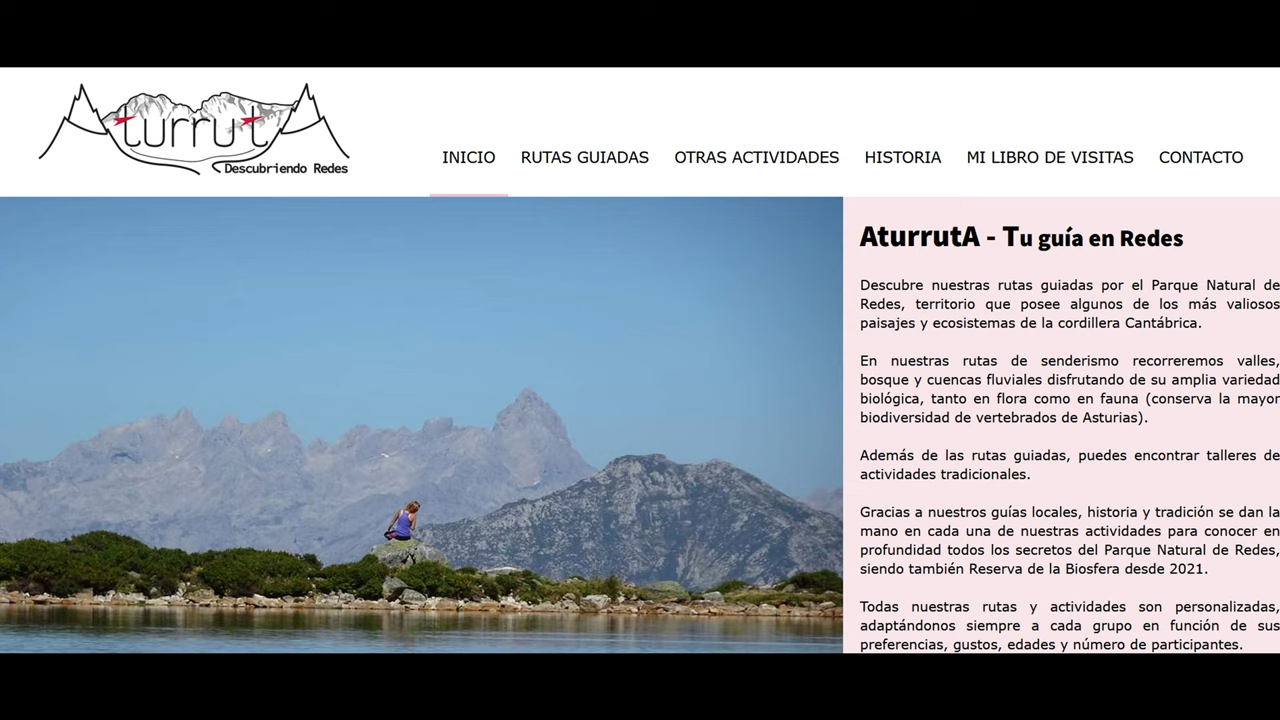 AturrutA
Descubriendo Redes
INICIO RUTAS GUIADAS OTRAS ACTIVIDADES HISTORIA MI LIBRO DE VISITAS CONTACTO
AturrutA - Tu guía en Redes
Descubre nuestras rutas guiadas por el Parque Natural de
Redes, territorio que posee algunos de los más valiosos
paisajes y ecosistemas de la cordillera Cantábrica.
En nuestras rutas de senderismo recorreremos valles,
bosque y cuencas fluviales disfrutando de su amplia variedad
biológica, tanto en flora como en fauna (conserva la mayor
biodiversidad de vertebrados de Asturias).
Además de las rutas guiadas, puedes encontrar talleres de
actividades tradicionales.
Gracias a nuestros guías locales, historia y tradición se dan la
mano en cada una de nuestras actividades para conocer en
profundidad todos los secretos del Parque Natural de Redes,
siendo también Reserva de la Biosfera desde 2021.
Todas nuestras rutas y actividades son personalizadas,
adaptándonos siempre a cada grupo en función de sus
preferencias, gustos, edades y número de participantes.